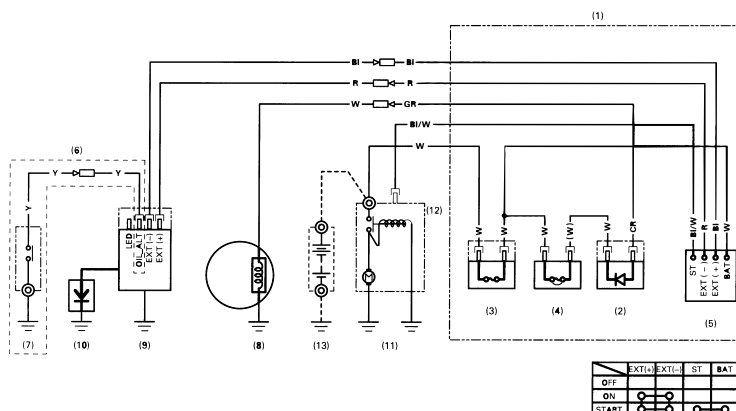 (1)
Bl Bl
R R
W GR
Bl/W
W
(6)
Y Y
Y
LED
OIL ALT
EXT (-)
EXT (+)
(12)
M
W
W
W
(W)
W
CR
Bl/W
R
Bl
W
ST
EXT (-)
EXT (+)
BAT
(3)
(4)
(2)
(5)
(7)
(10)
(9)
(8)
(13)
(11)
EXT(+) EXT(-) ST BAT
OFF
ON
START